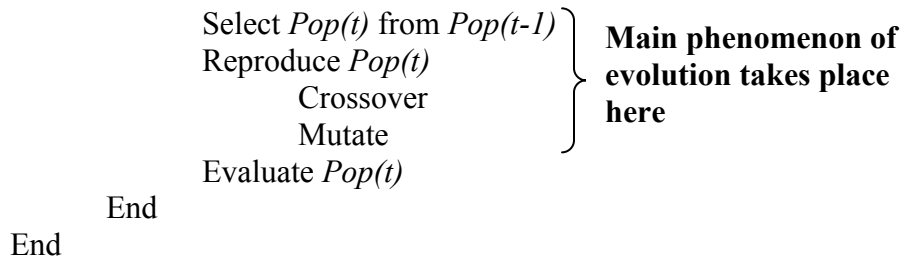 Select Pop(t) from Pop(t-1)
Reproduce Pop(t)
Crossover
Mutate
Evaluate Pop(t)
End
End
Main phenomenon of
evolution takes place
here